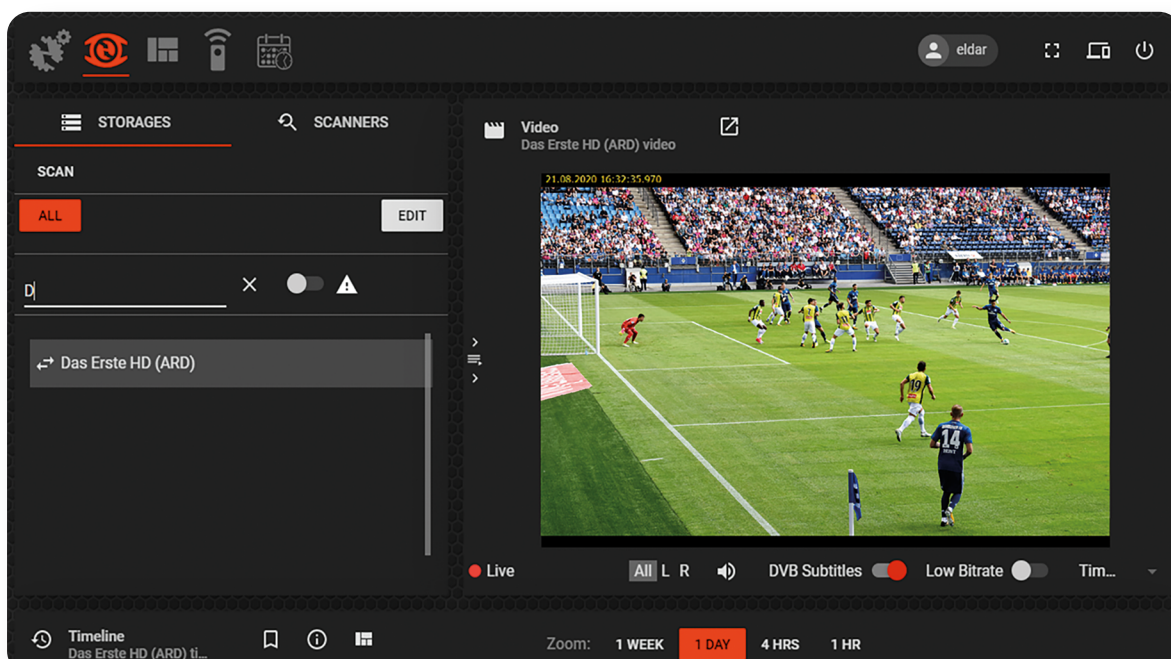 eldar
STORAGES
SCANNERS
SCAN
ALL
EDIT
D
Das Erste HD (ARD)
Video
Das Erste HD (ARD) video
21.08.2020 16:32:35.970
19
14
Live
All L R
DVB Subtitles
Low Bitrate
Tim...
Timeline
Das Erste HD (ARD) ti...
Zoom:
1 WEEK
1 DAY
4 HRS
1 HR